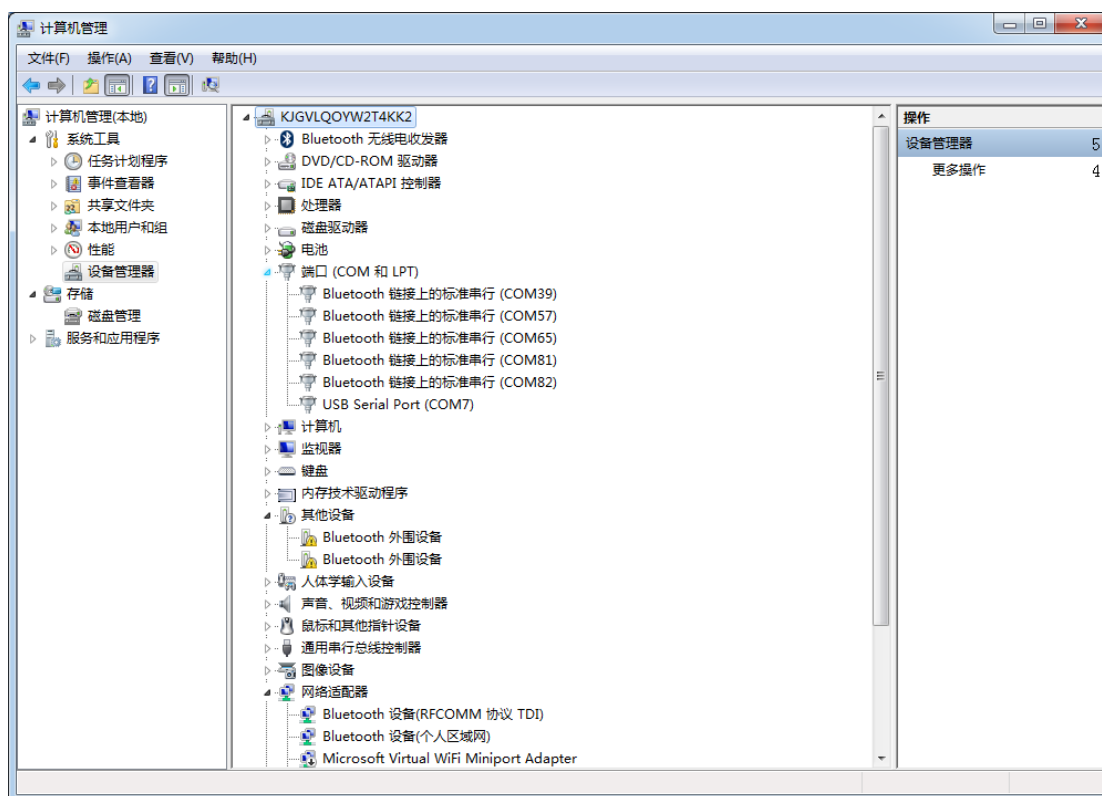 计算机管理
文件(F) 操作(A) 查看(V) 帮助(H)
计算机管理(本地)
系统工具
任务计划程序
事件查看器
共享文件夹
本地用户和组
性能
设备管理器
存储
磁盘管理
服务和应用程序
KJGVLQOYW2T4KK2
Bluetooth 无线电收发器
DVD/CD-ROM 驱动器
IDE ATA/ATAPI 控制器
处理器
磁盘驱动器
电池
端口 (COM 和 LPT)
Bluetooth 链接上的标准串行 (COM39)
Bluetooth 链接上的标准串行 (COM57)
Bluetooth 链接上的标准串行 (COM65)
Bluetooth 链接上的标准串行 (COM81)
Bluetooth 链接上的标准串行 (COM82)
USB Serial Port (COM7)
计算机
监视器
键盘
内存技术驱动程序
其他设备
Bluetooth 外围设备
Bluetooth 外围设备
人体学输入设备
声音、视频和游戏控制器
鼠标和其他指针设备
通用串行总线控制器
图像设备
网络适配器
Bluetooth 设备(RFCOMM 协议 TDI)
Bluetooth 设备(个人区域网)
Microsoft Virtual WiFi Miniport Adapter
操作
设备管理器 5
更多操作 4